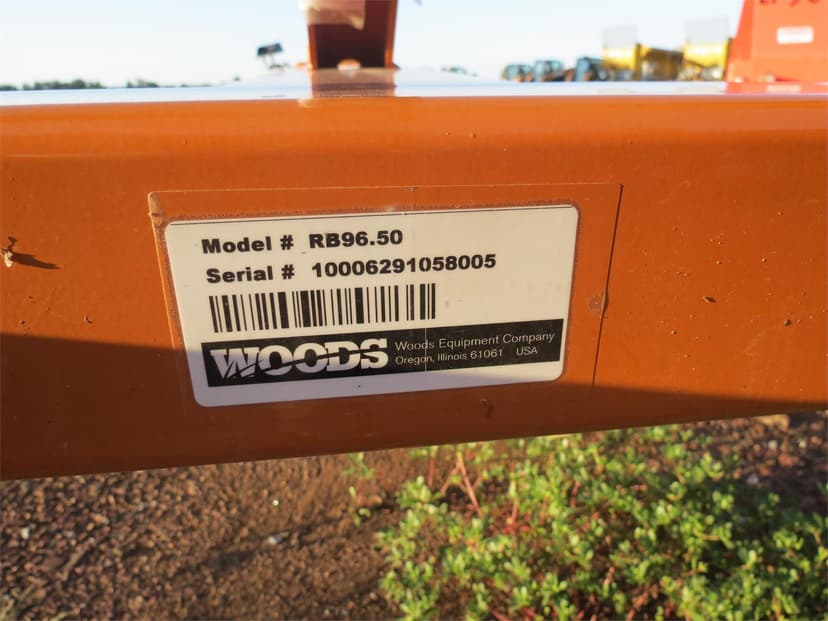 Model # RB96.50
Serial # 10006291058005
WOODS
Woods Equipment Company
Oregon, Illinois 61061 USA